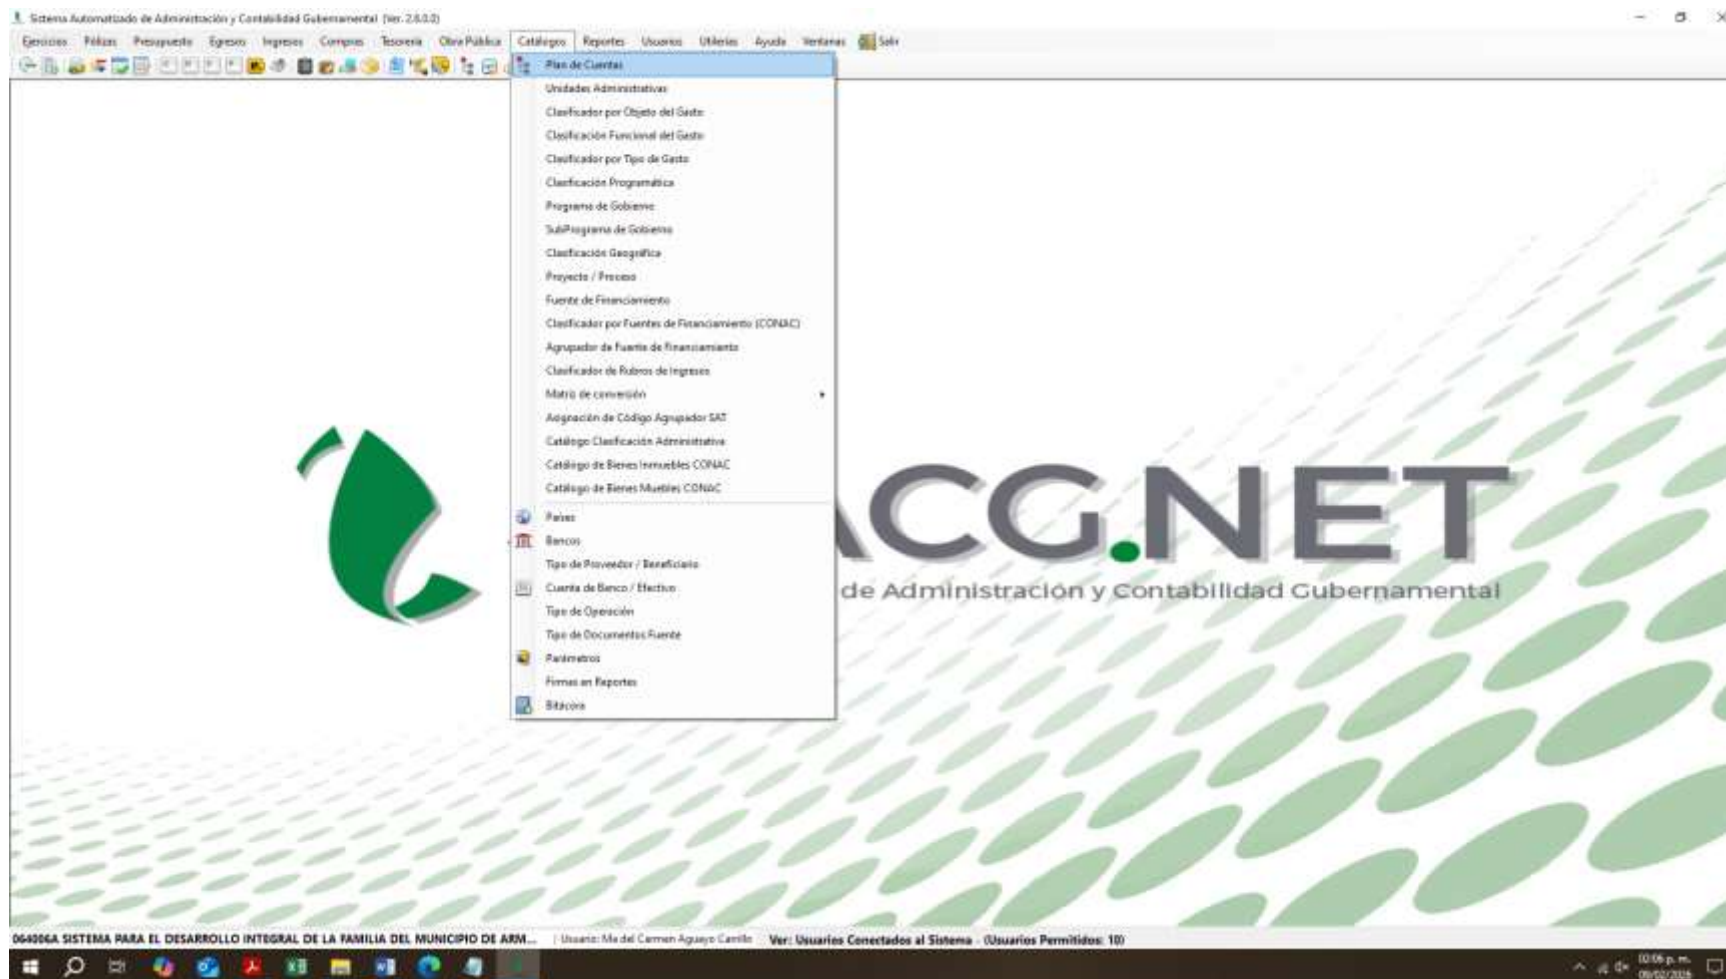 Sistema Automatizado de Administración y Contabilidad Gubernamental (Ver. 2.6.0.0)
Ejercicios Pólizas Presupuesto Egresos Ingresos Compras Tesorería Obra Pública Catálogos Reportes Usuarios Utilerías Ayuda Ventanas Salir
Plan de Cuentas
Unidades Administrativas
Clasificador por Objeto del Gasto
Clasificación Funcional del Gasto
Clasificador por Tipo de Gasto
Clasificación Programática
Programa de Gobierno
SubPrograma de Gobierno
Clasificación Geográfica
Proyecto / Proceso
Fuente de Financiamiento
Clasificador por Fuentes de Financiamiento (CONAC)
Agrupador de Fuente de Financiamiento
Clasificador de Rubros de Ingresos
Matriz de conversión
Asignación de Código Agrupador SAT
Catálogo Clasificación Administrativa
Catálogo de Bienes Inmuebles CONAC
Catálogo de Bienes Muebles CONAC
Países
Bancos
Tipo de Proveedor / Beneficiario
Cuenta de Banco / Efectivo
Tipo de Operación
Tipo de Documentos Fuente
Parámetros
Firmas en Reportes
Bitácora
ACG.NET
de Administración y Contabilidad Gubernamental
064006A SISTEMA PARA EL DESARROLLO INTEGRAL DE LA FAMILIA DEL MUNICIPIO DE ARM... Usuario: Ma del Carmen Aguayo Carrillo Ver: Usuarios Conectados al Sistema - (Usuarios Permitidos: 10)
p. m.